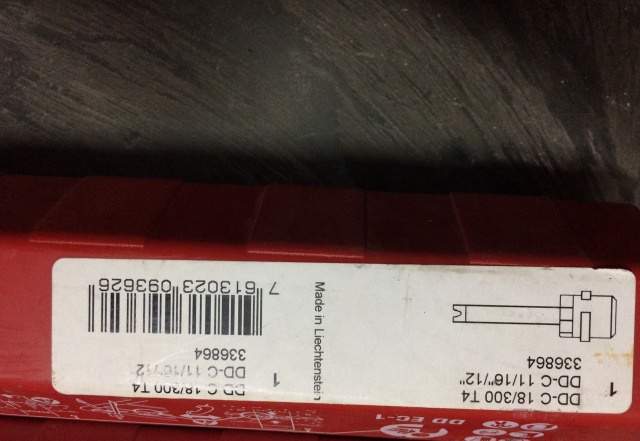 DD EC-1
DD-C 18/300 T4
DD-C 11/16"/12"
336864
1
Made in Liechtenstein
DD-C 18/300 T4
DD-C 11/16"/12"
336864
1
7 613023 093626